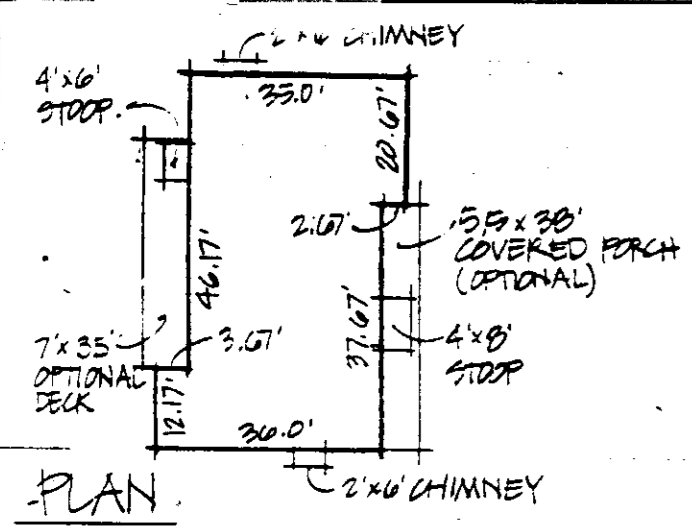 CHIMNEY
35.0'
4'x6'
STOOP.
20.67'
2.67'
5.5 x 38'
COVERED PORCH
(OPTIONAL)
46.17'
37.67'
4'x8'
STOOP
7'x35'
OPTIONAL
DECK
3.67'
12.17'
36.0'
2'x6' CHIMNEY
PLAN